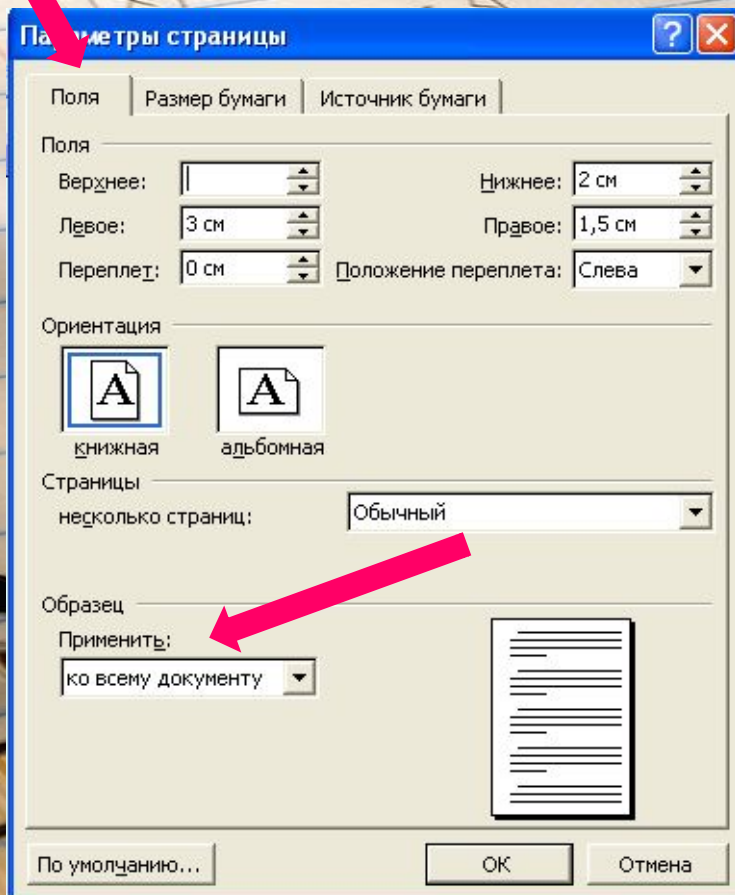 Параметры страницы
Поля Размер бумаги Источник бумаги
Поля
Верхнее: Нижнее: 2 см
Левое: 3 см Правое: 1,5 см
Переплет: 0 см Положение переплета: Слева
Ориентация
A A
книжная альбомная
Страницы
несколько страниц: Обычный
Образец
Применить:
ко всему документу
По умолчанию... ОК Отмена